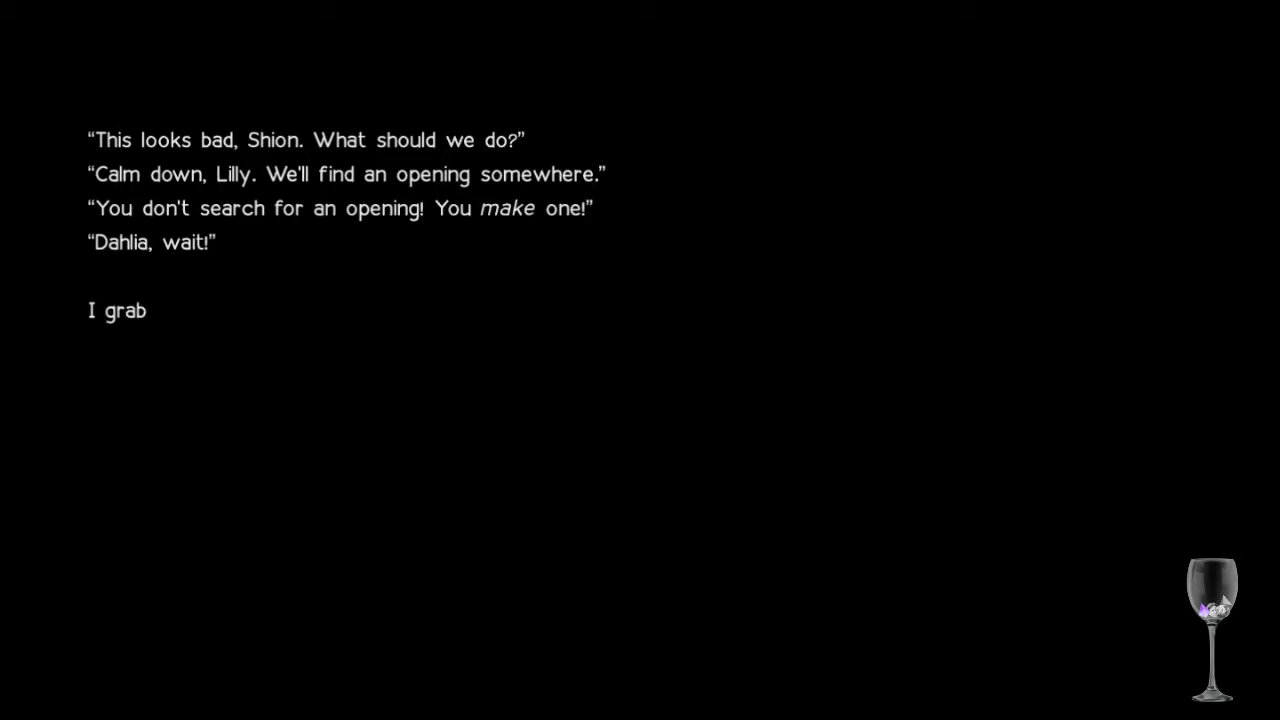 “This looks bad, Shion. What should we do?”
“Calm down, Lilly. We'll find an opening somewhere.”
“You don't search for an opening! You make one!”
“Dahlia, wait!”
I grab